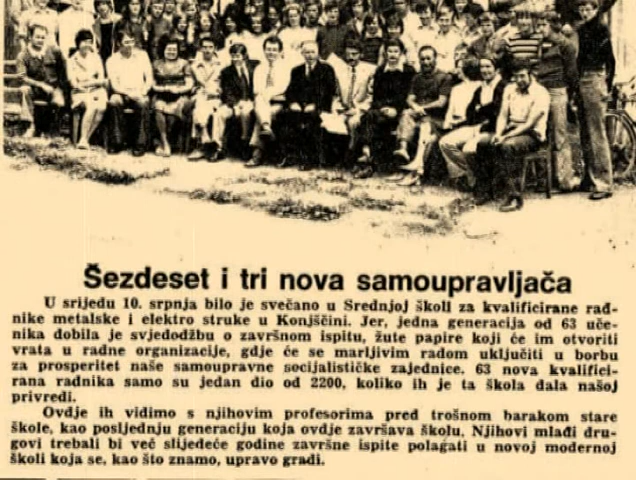 Šezdeset i tri nova samoupravljača
U srijedu 10. srpnja bilo je svečano u Srednjoj školi za kvalificirane rad-
nike metalske i elektro struke u Konjščini. Jer, jedna generacija od 63 uče-
nika dobila je svjedodžbu o završnom ispitu, žute papire koji će im otvoriti
vrata u radne organizacije, gdje će se marljivim radom uključiti u borbu
za prosperitet naše samoupravne socijalističke zajednice. 63 nova kvalifici-
rana radnika samo su jedan dio od 2200, koliko ih je ta škola dala našoj
privredi.
Ovdje ih vidimo s njihovim profesorima pred trošnom barakom stare
škole, kao posljednju generaciju koja ovdje završava školu. Njihovi mlađi dru-
govi trebali bi već slijedeće godine završne ispite polagati u novoj modernoj
školi koja se, kao što znamo, upravo gradi.